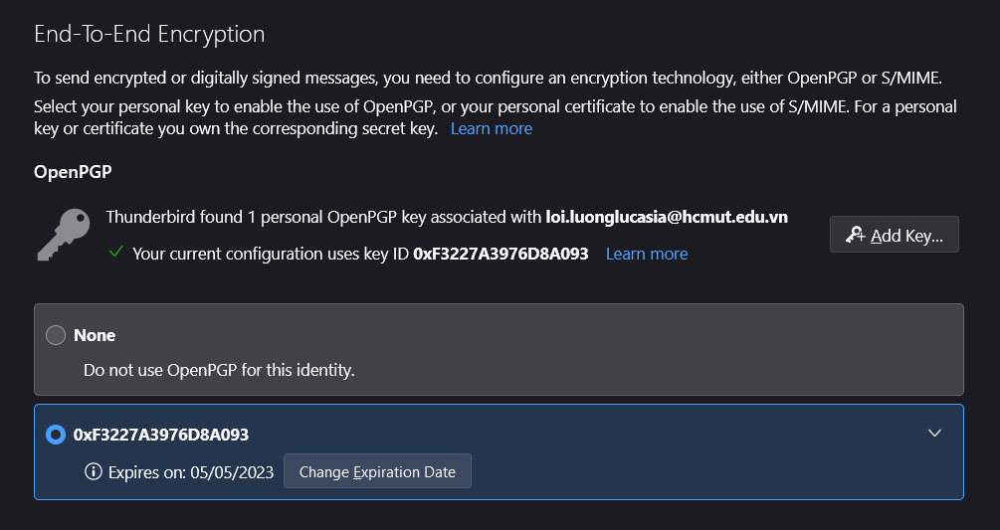 End-To-End Encryption
To send encrypted or digitally signed messages, you need to configure an encryption technology, either OpenPGP or S/MIME.
Select your personal key to enable the use of OpenPGP, or your personal certificate to enable the use of S/MIME. For a personal
key or certificate you own the corresponding secret key. Learn more
OpenPGP
Thunderbird found 1 personal OpenPGP key associated with loi.luonglucasia@hcmut.edu.vn
Your current configuration uses key ID 0xF3227A3976D8A093 Learn more
Add Key...
None
Do not use OpenPGP for this identity.
0xF3227A3976D8A093
Expires on: 05/05/2023 Change Expiration Date